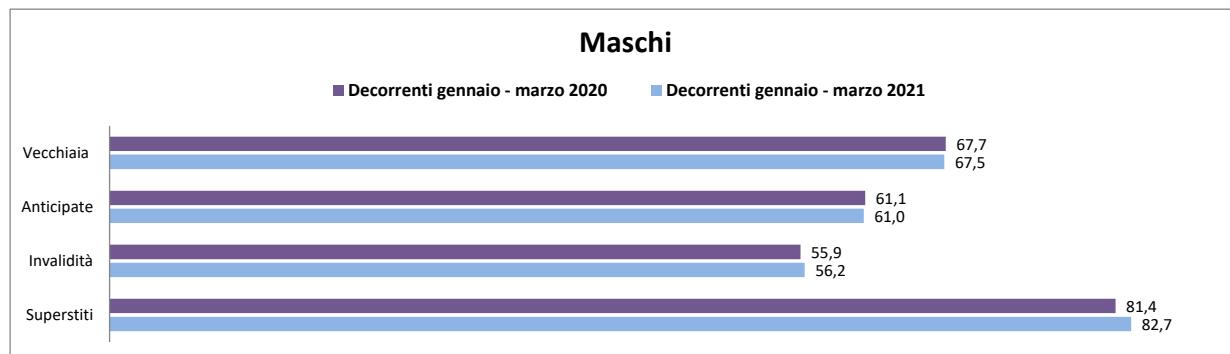 Maschi
Decorrenti gennaio - marzo 2020 Decorrenti gennaio - marzo 2021
Vecchiaia
67,7
67,5
Anticipate
61,1
61,0
Invalidità
55,9
56,2
Superstiti
81,4
82,7